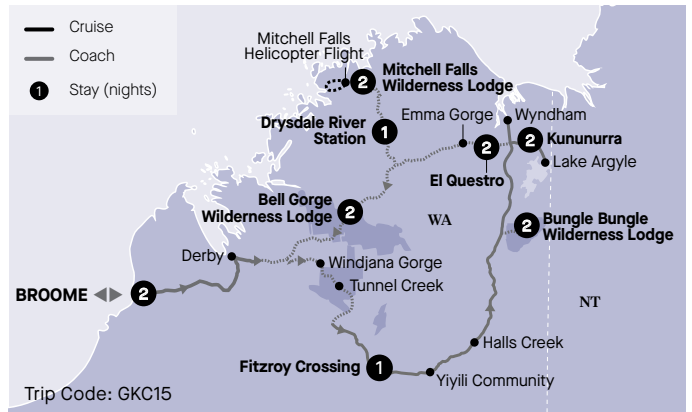 Cruise
Coach
1 Stay (nights)
Mitchell Falls
Helicopter Flight
2
Mitchell Falls
Wilderness Lodge
Drysdale River
Station
1
Emma Gorge
Wyndham
2
Kununurra
Lake Argyle
2
El Questro
Bell Gorge
Wilderness Lodge
2
WA
2
Bungle Bungle
Wilderness Lodge
Derby
Windjana Gorge
Tunnel Creek
BROOME
2
NT
Halls Creek
Fitzroy Crossing
1
Yiyili Community
Trip Code: GKC15